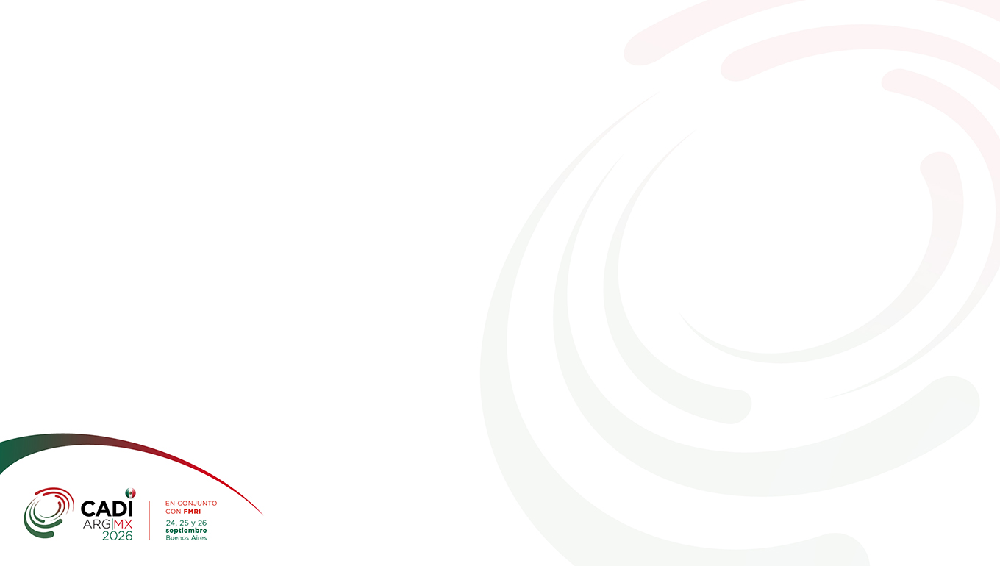 CADI
ARG|MX
2026
EN CONJUNTO
CON FMRI
24, 25 y 26
septiembre
Buenos Aires